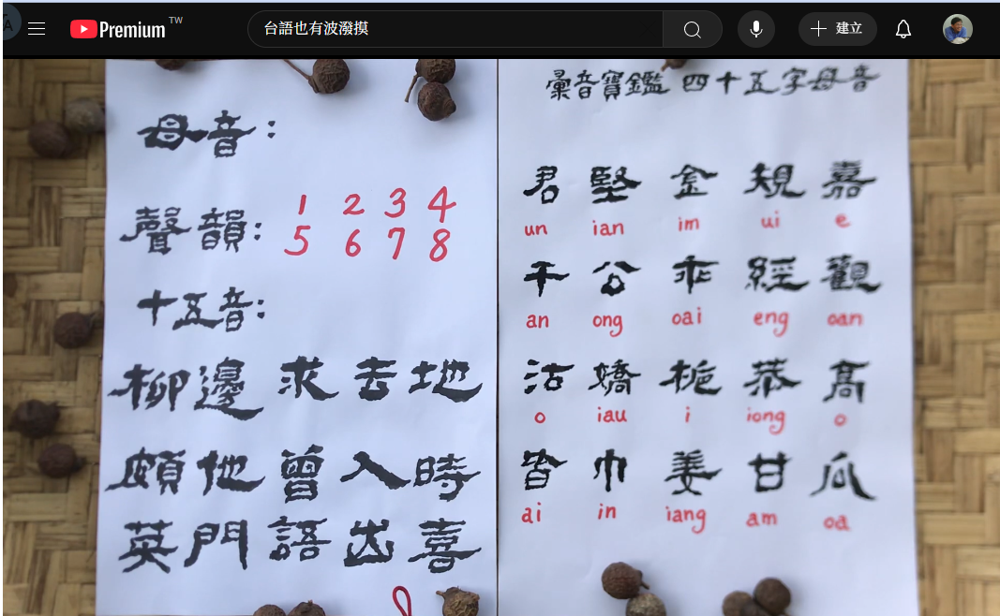 Premium TW
台語也有波潑摸
建立
母音：
聲韻：
1 2 3 4
5 6 7 8
十五音：
柳邊求去地
頗他曾入時
英門語出喜
彙音寶鑑 四十五字母音
君 堅 金 規 嘉
un ian im ui e
干 公 乖 經 觀
an ong oai eng oan
沽 嬌 梔 恭 高
o iau i iong o
皆 巾 姜 甘 瓜
ai in iang am oa